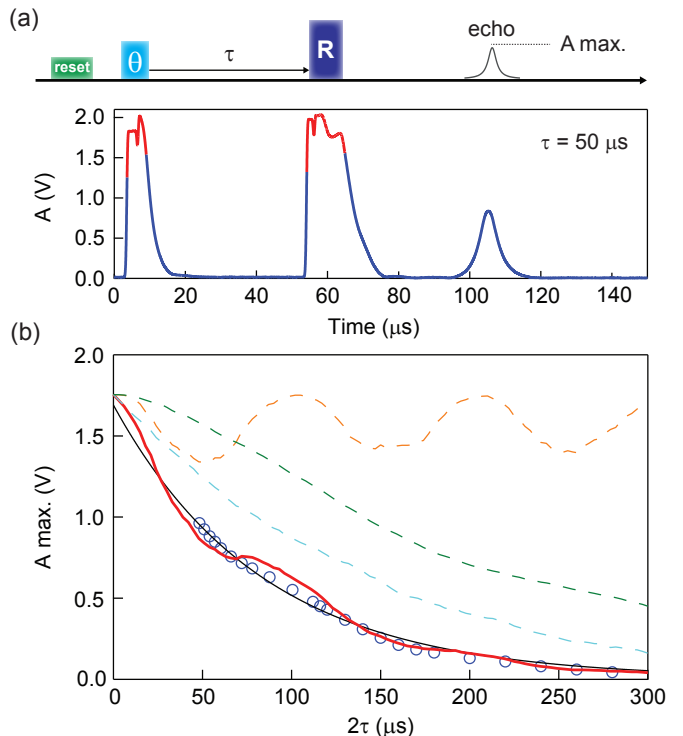 (a)
echo
A max.
reset
θ
τ
R
2.0
1.5
1.0
0.5
0.0
A (V)
τ = 50 μs
0
20
40
60
80
100
120
140
Time (μs)
(b)
2.0
1.5
1.0
0.5
0.0
A max. (V)
0
50
100
150
200
250
300
2τ (μs)